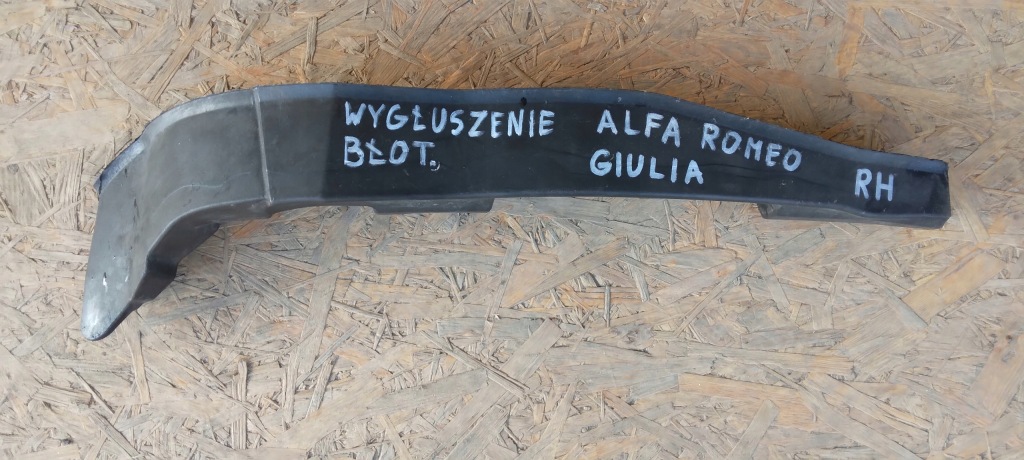 WYGŁUSZENIE
BŁOT.
ALFA ROMEO
GIULIA
RH